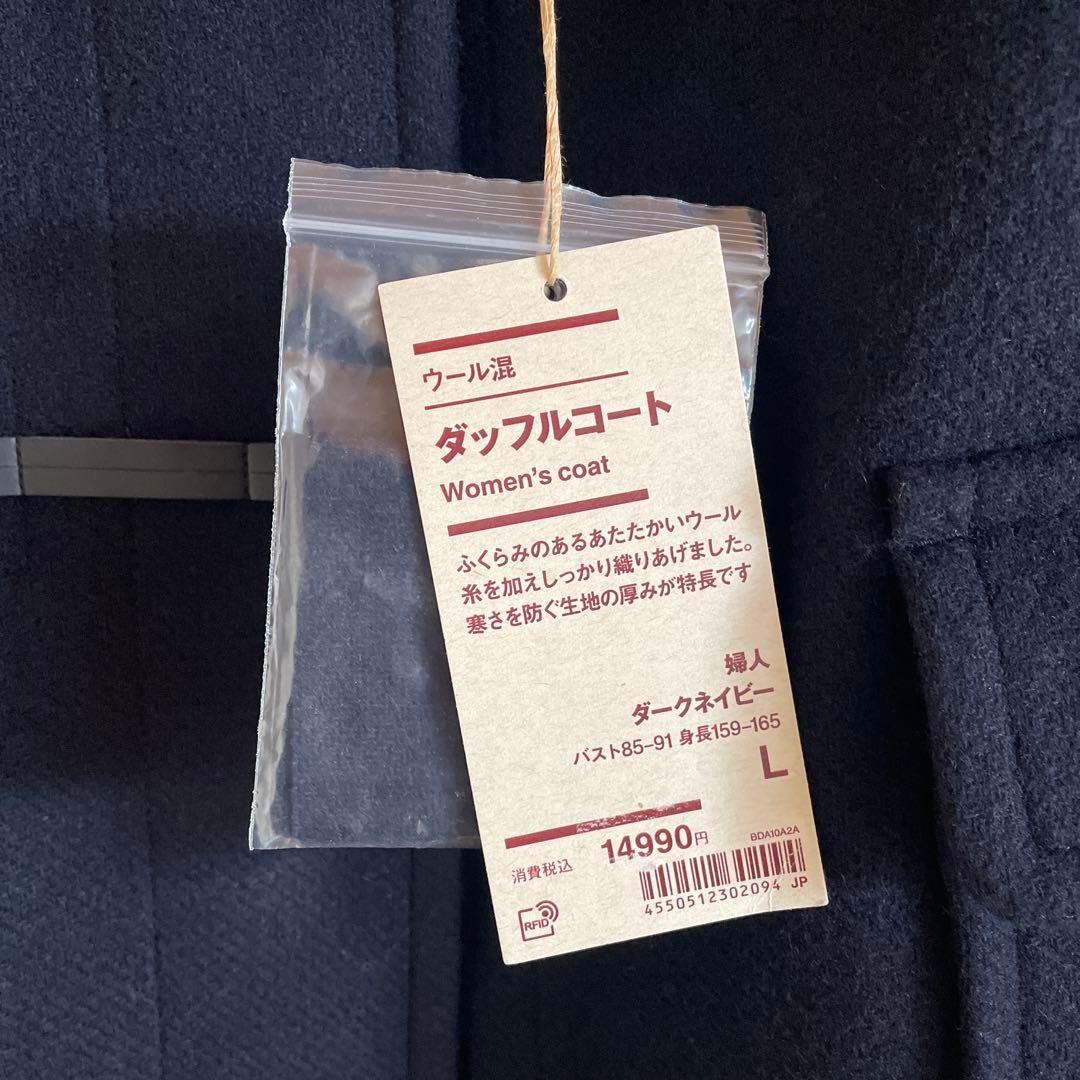 ウール混
ダッフルコート
Women's coat
ふくらみのあるあたたかいウール
糸を加えしっかり織りあげました。
寒さを防ぐ生地の厚みが特長です
婦人
ダークネイビー
バスト85-91 身長159-165
L
消費税込 14990円
BDA10A2A
4550512302094 JP
RFID